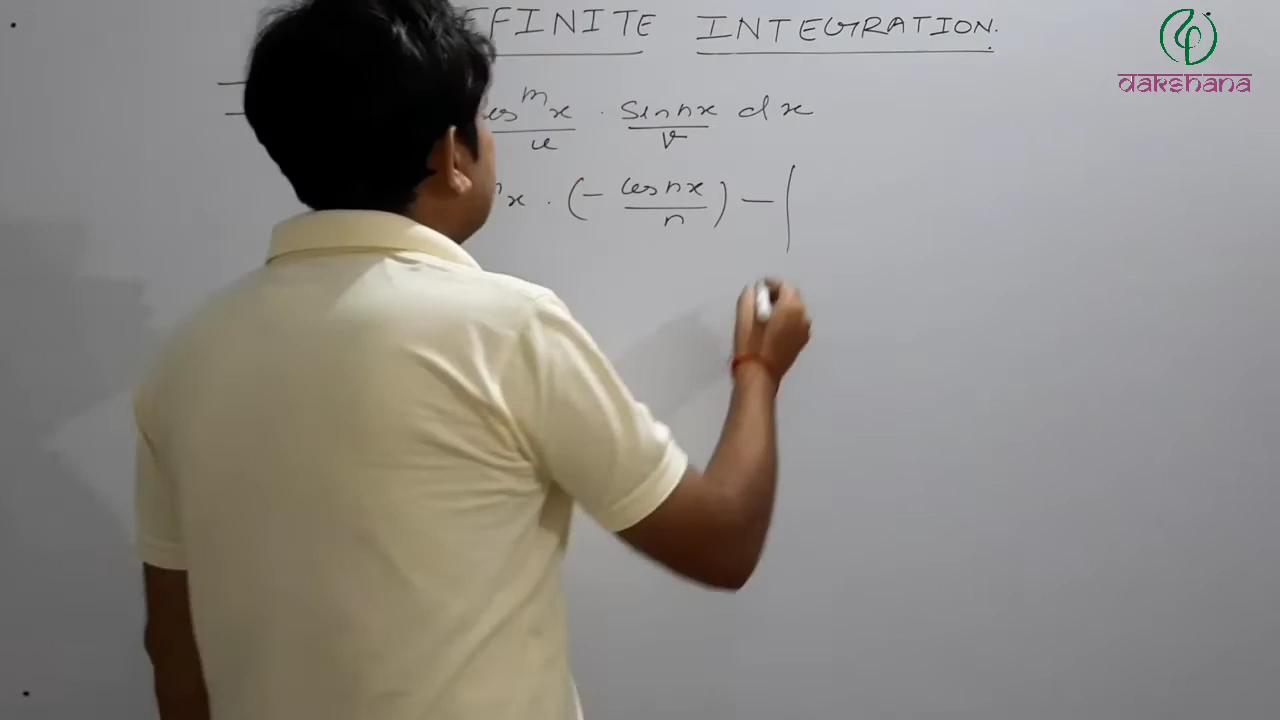 FINITE INTEGRATION.
dakshana
cos^m x · sin nx dx
u v
x · (- cos nx / n) -